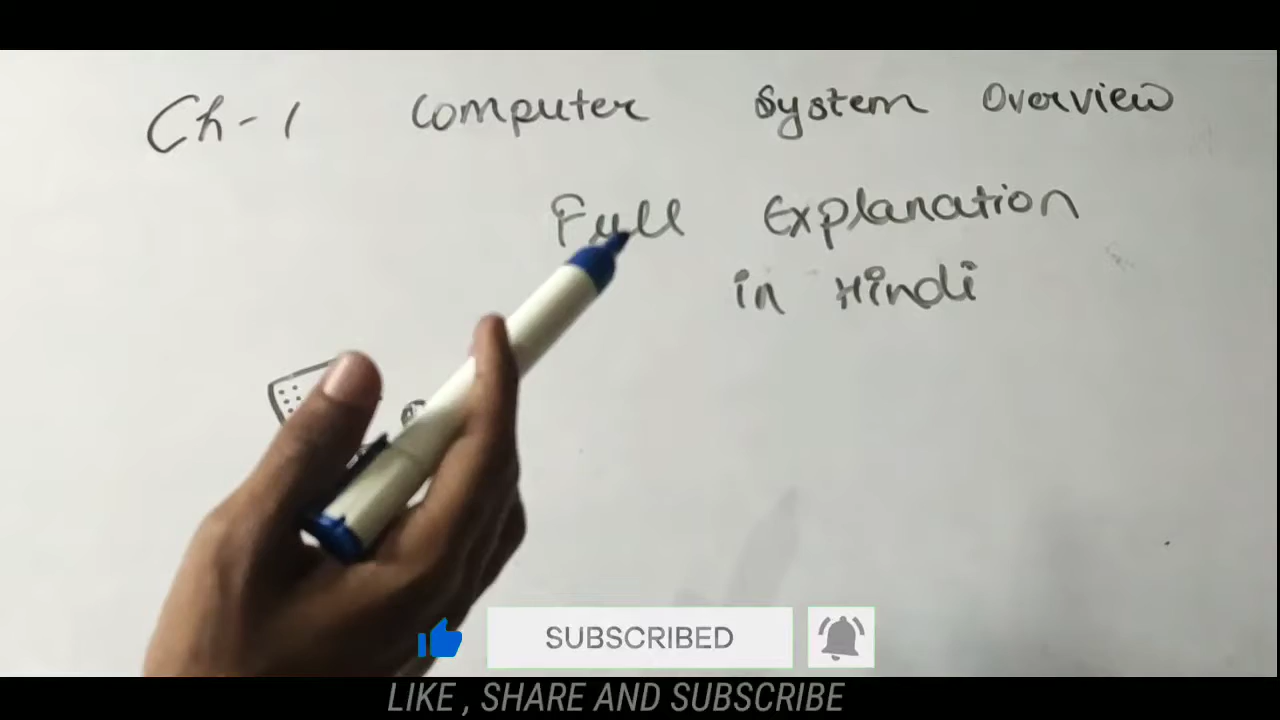 Ch-1 Computer System Overview
Full Explanation
in Hindi
SUBSCRIBED
LIKE , SHARE AND SUBSCRIBE